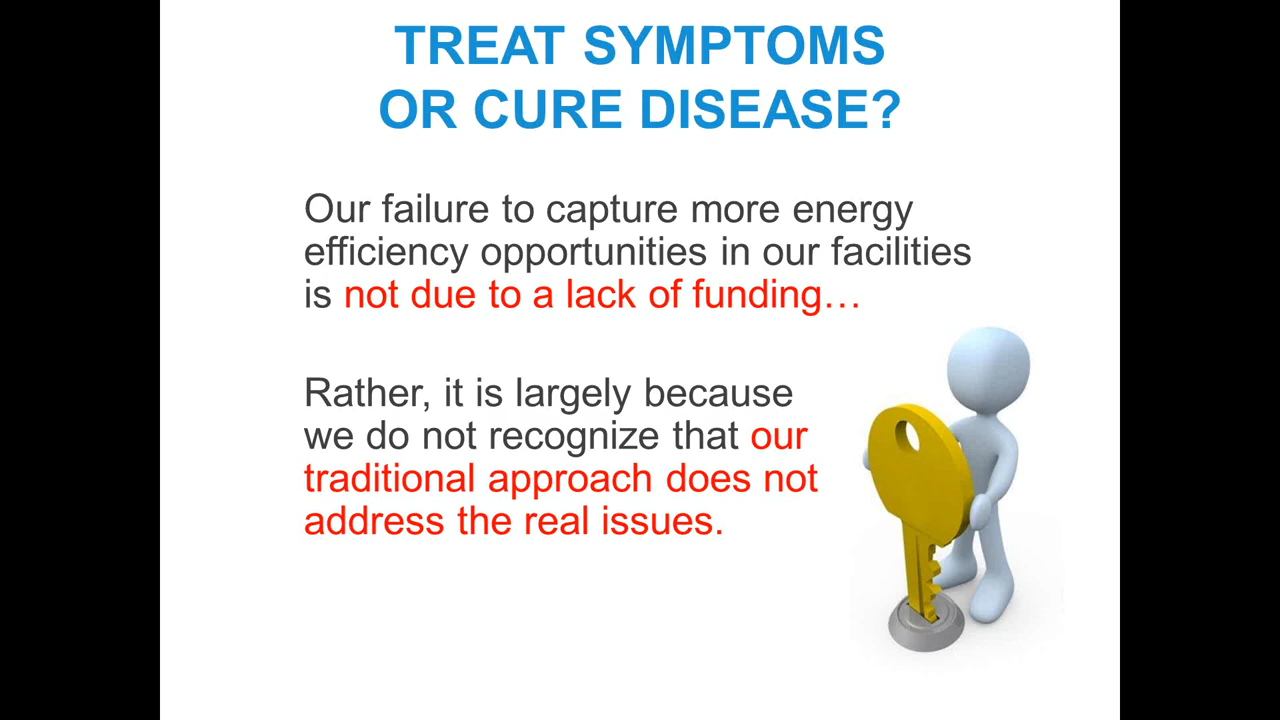 TREAT SYMPTOMS
OR CURE DISEASE?
Our failure to capture more energy
efficiency opportunities in our facilities
is not due to a lack of funding…
Rather, it is largely because
we do not recognize that our
traditional approach does not
address the real issues.